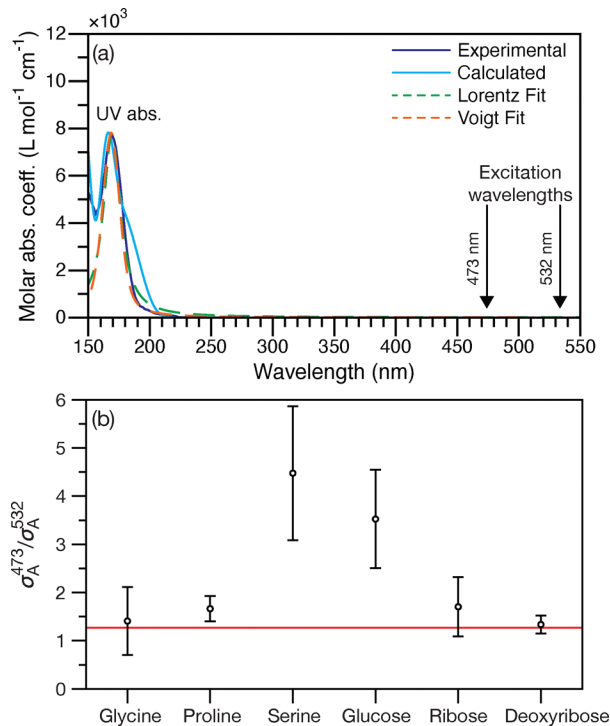 ×10³
(a)
Molar abs. coeff. (L mol⁻¹ cm⁻¹)
12
10
8
6
4
2
0
UV abs.
Experimental
Calculated
Lorentz Fit
Voigt Fit
Excitation
wavelengths
473 nm
532 nm
150 200 250 300 350 400 450 500 550
Wavelength (nm)
(b)
σ_A^473/σ_A^532
6
5
4
3
2
1
0
Glycine Proline Serine Glucose Ribose Deoxyribose